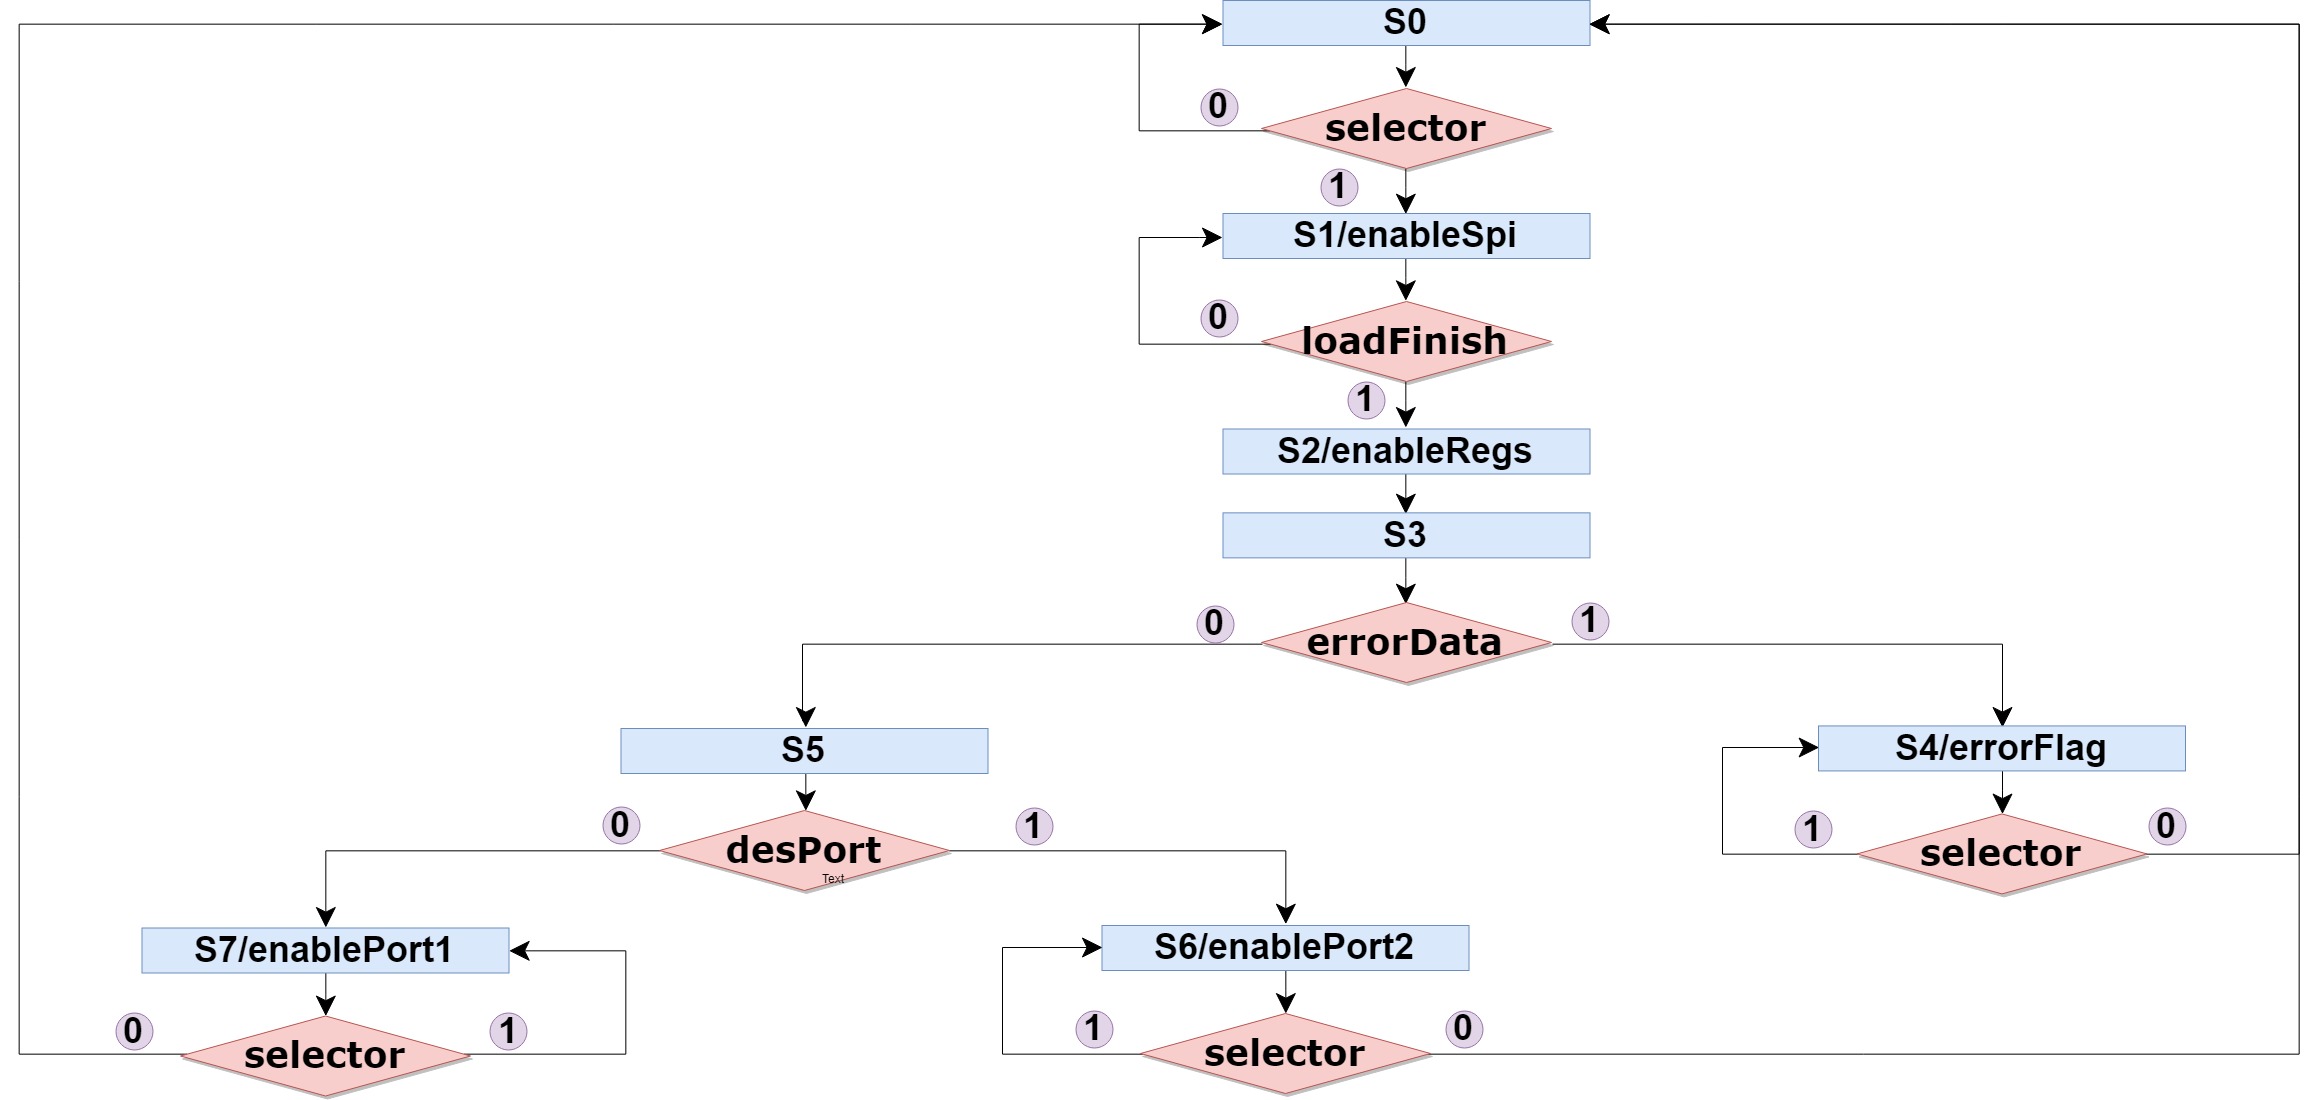 S0
0
selector
1
S1/enableSpi
0
loadFinish
1
S2/enableRegs
S3
0
errorData
1
S5
S4/errorFlag
0
desPort
1
Text
1
selector
0
S7/enablePort1
S6/enablePort2
0
selector
1
1
selector
0